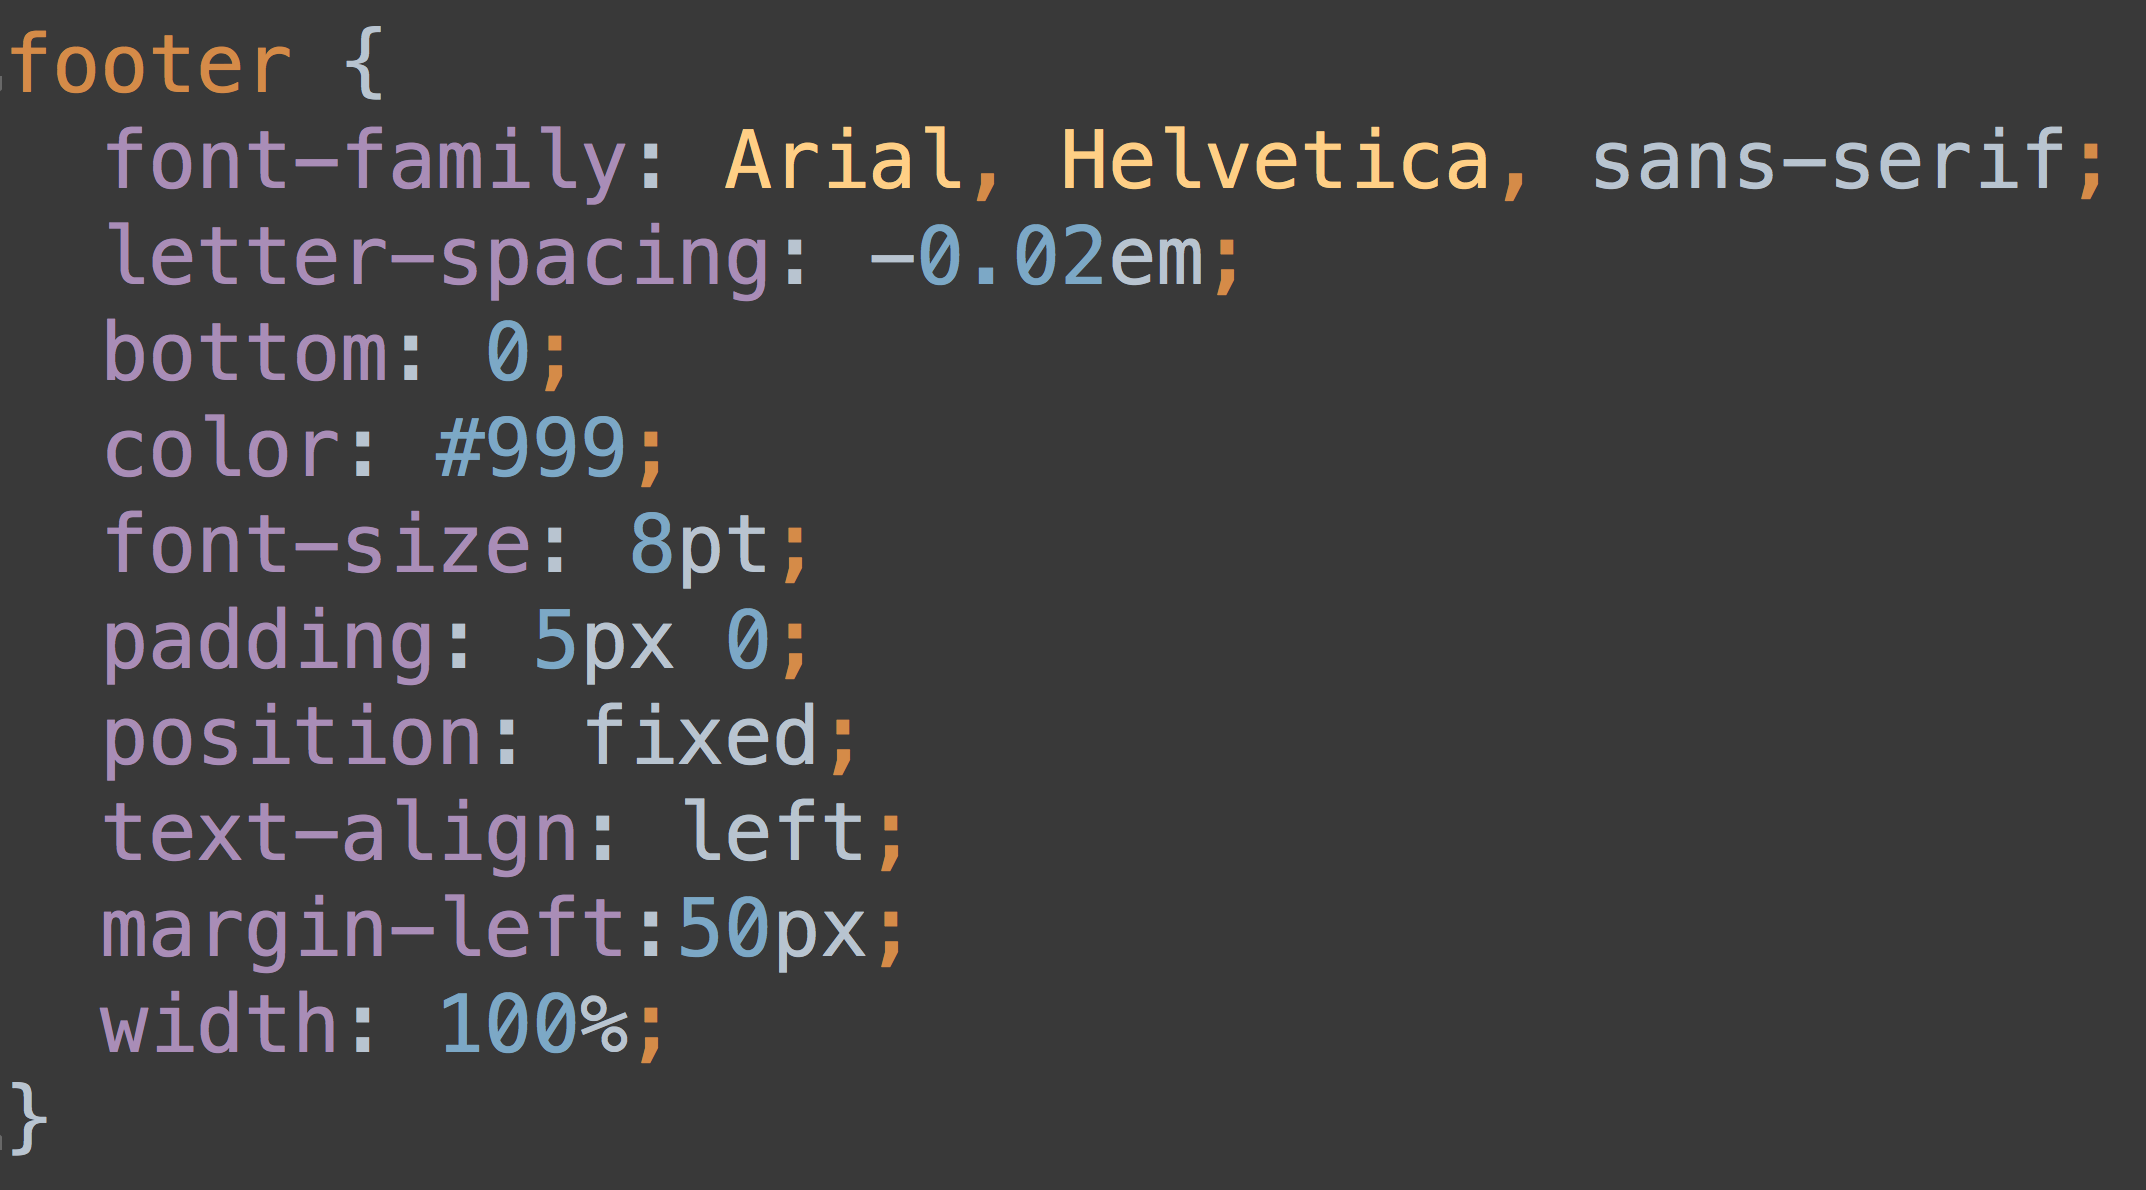 footer {
font-family: Arial, Helvetica, sans-serif;
letter-spacing: -0.02em;
bottom: 0;
color: #999;
font-size: 8pt;
padding: 5px 0;
position: fixed;
text-align: left;
margin-left:50px;
width: 100%;
}